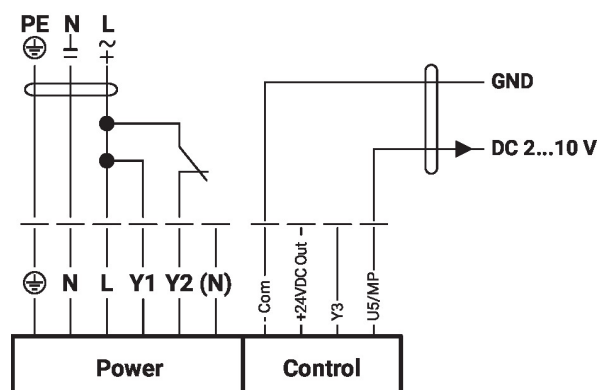 PE N L
GND
DC 2...10 V
N L Y1 Y2 (N)
- Com
+24VDC Out -
Y3
U5/MP
Power
Control